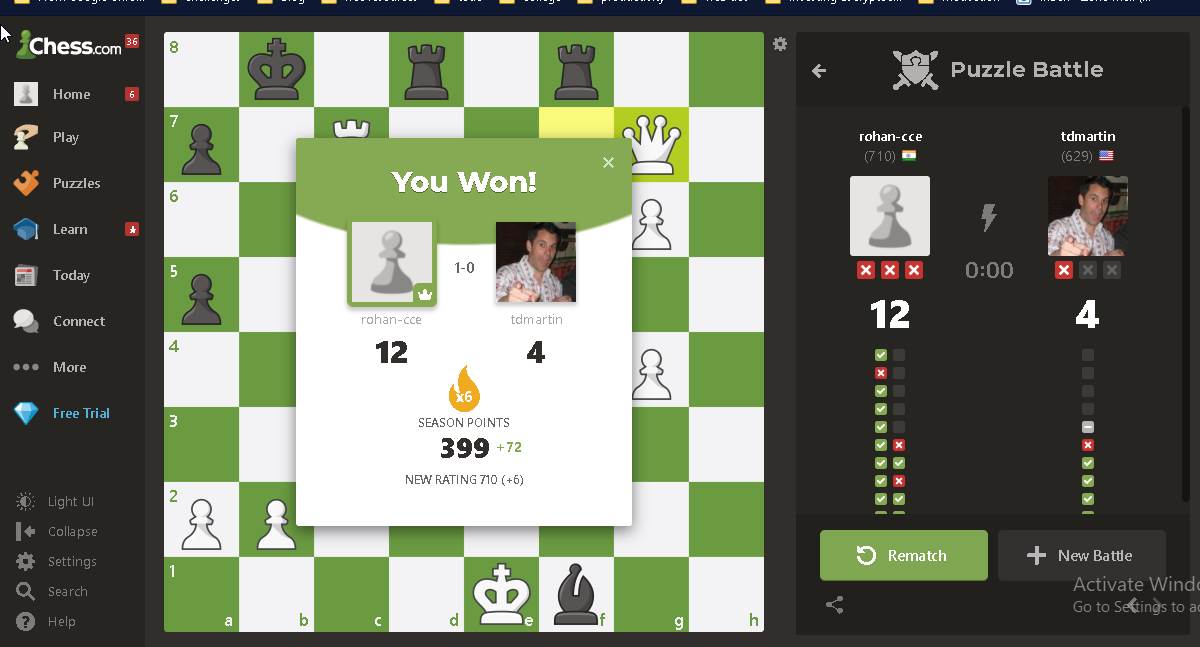 Chess.com 36
Home 6
Play
Puzzles
Learn
Today
Connect
More
Free Trial
Light UI
Collapse
Settings
Search
Help
8
7
6
5
4
3
2
1
a b c d e f g h
You Won!
1-0
rohan-cce tdmartin
12 4
x6
SEASON POINTS
399 +72
NEW RATING 710 (+6)
Puzzle Battle
rohan-cce tdmartin
(710) (629)
0:00
12 4
Rematch New Battle
Activate Windo
Go to Settings to ac